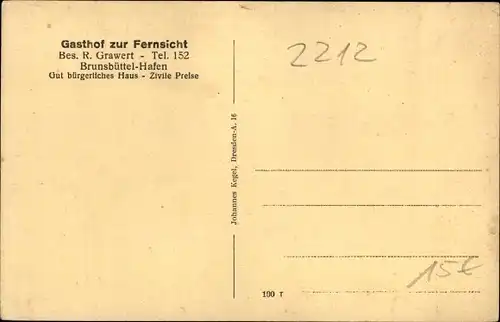 Gasthof zur Fernsicht
Bes. R. Grawert - Tel. 152
Brunsbüttel-Hafen
Gut bürgerliches Haus - Zivile Preise
2212
Johannes Kegel, Dresden-A. 16
15€
190 T